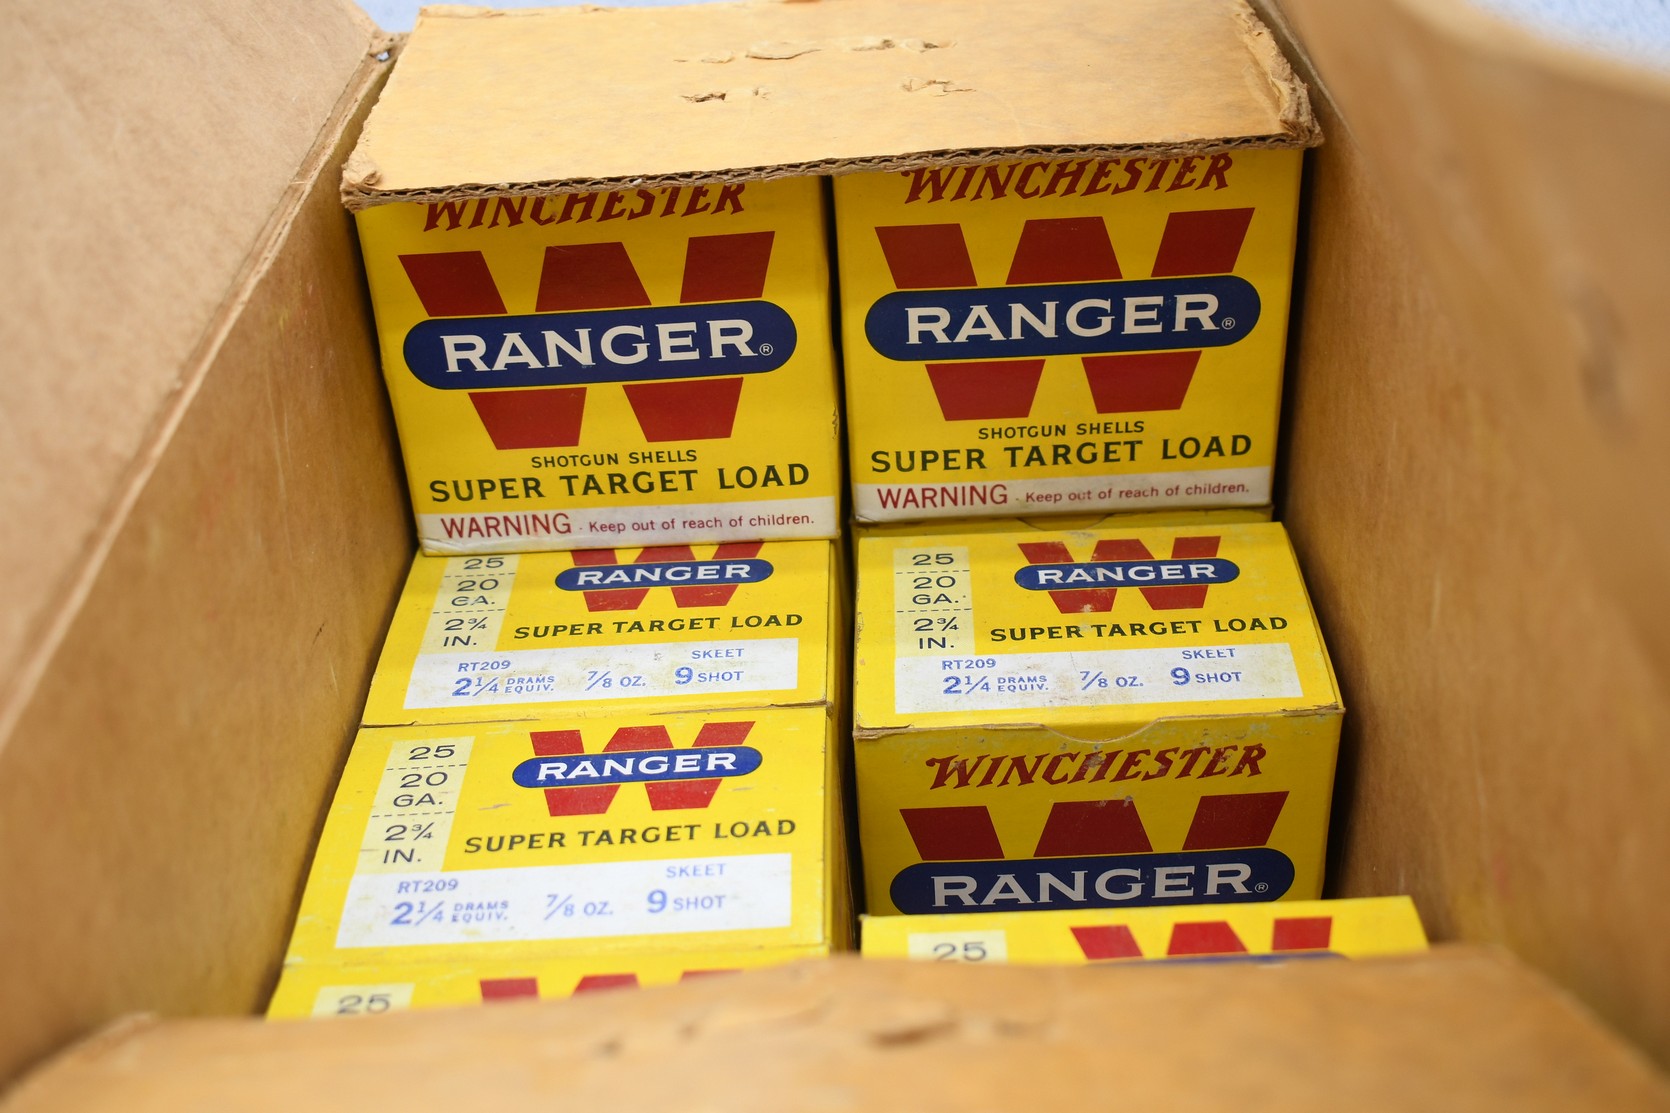 WINCHESTER
RANGER®
SHOTGUN SHELLS
SUPER TARGET LOAD
WARNING - Keep out of reach of children.
WINCHESTER
RANGER®
SHOTGUN SHELLS
SUPER TARGET LOAD
WARNING - Keep out of reach of children.
25
20
GA.
2¾
IN.
W
RANGER
SUPER TARGET LOAD
RT209
SKEET
2¼ DRAMS EQUIV. ⅞ OZ. 9 SHOT
25
20
GA.
2¾
IN.
W
RANGER
SUPER TARGET LOAD
RT209
SKEET
2¼ DRAMS EQUIV. ⅞ OZ. 9 SHOT
25
20
GA.
2¾
IN.
W
RANGER
SUPER TARGET LOAD
RT209
SKEET
2¼ DRAMS EQUIV. ⅞ OZ. 9 SHOT
WINCHESTER
W
RANGER®
25
25